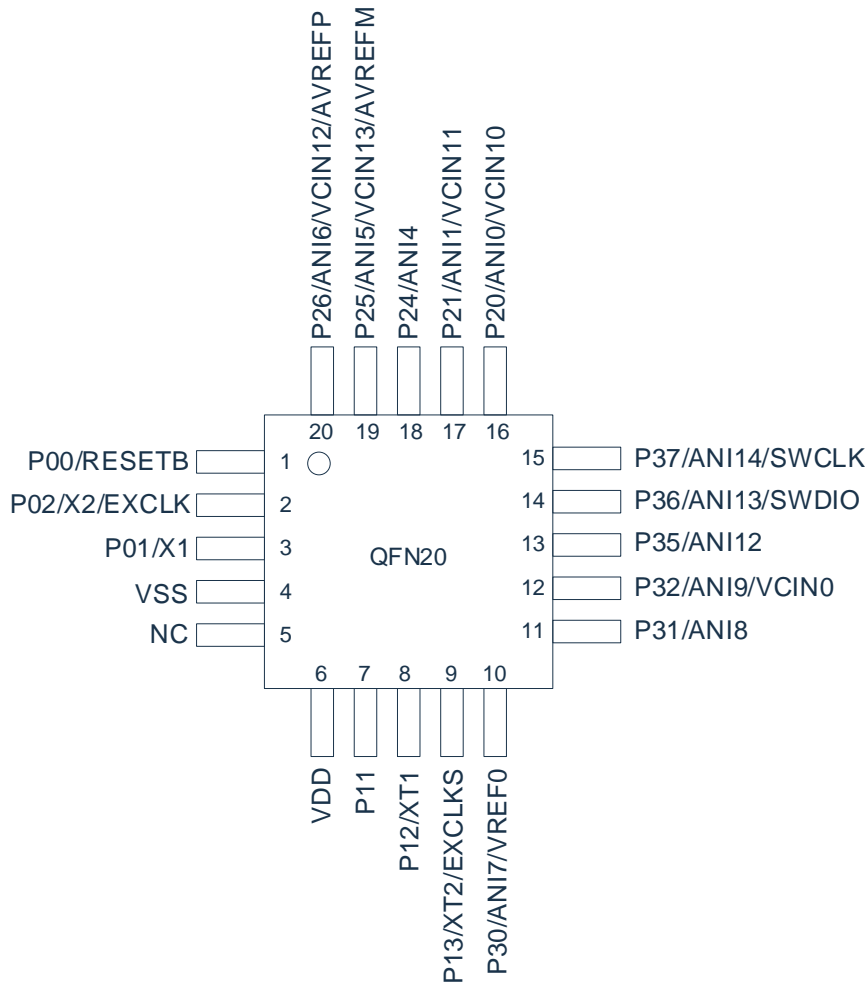 P26/ANI6/VCIN12/AVREFP
P25/ANI5/VCIN13/AVREFM
P24/ANI4
P21/ANI1/VCIN11
P20/ANI0/VCIN10
20
19
18
17
16
P00/RESETB
1
15
P37/ANI14/SWCLK
P02/X2/EXCLK
2
14
P36/ANI13/SWDIO
P01/X1
3
QFN20
13
P35/ANI12
VSS
4
12
P32/ANI9/VCIN0
NC
5
11
P31/ANI8
6
7
8
9
10
VDD
P11
P12/XT1
P13/XT2/EXCLKS
P30/ANI7/VREF0